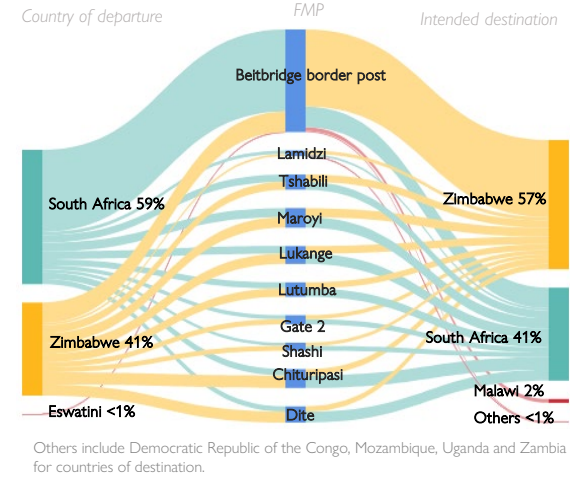 Country of departure
FMP
Intended destination
Beitbridge border post
Lamidzi
Tshabili
South Africa 59%
Zimbabwe 57%
Maroyi
Lukange
Lutumba
Gate 2
Zimbabwe 41%
South Africa 41%
Shashi
Chituripasi
Malawi 2%
Eswatini <1%
Dite
Others <1%
Others include Democratic Republic of the Congo, Mozambique, Uganda and Zambia
for countries of destination.